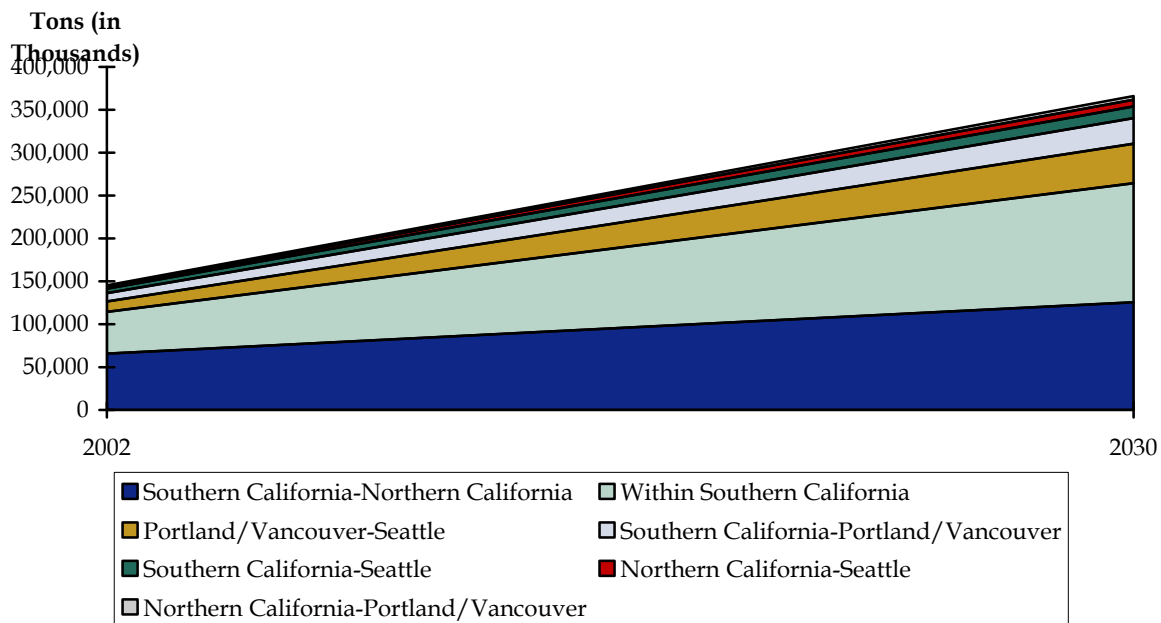 Tons (in
Thousands)
400,000
350,000
300,000
250,000
200,000
150,000
100,000
50,000
0
2002
2030
Southern California-Northern California
Within Southern California
Portland/Vancouver-Seattle
Southern California-Portland/Vancouver
Southern California-Seattle
Northern California-Seattle
Northern California-Portland/Vancouver